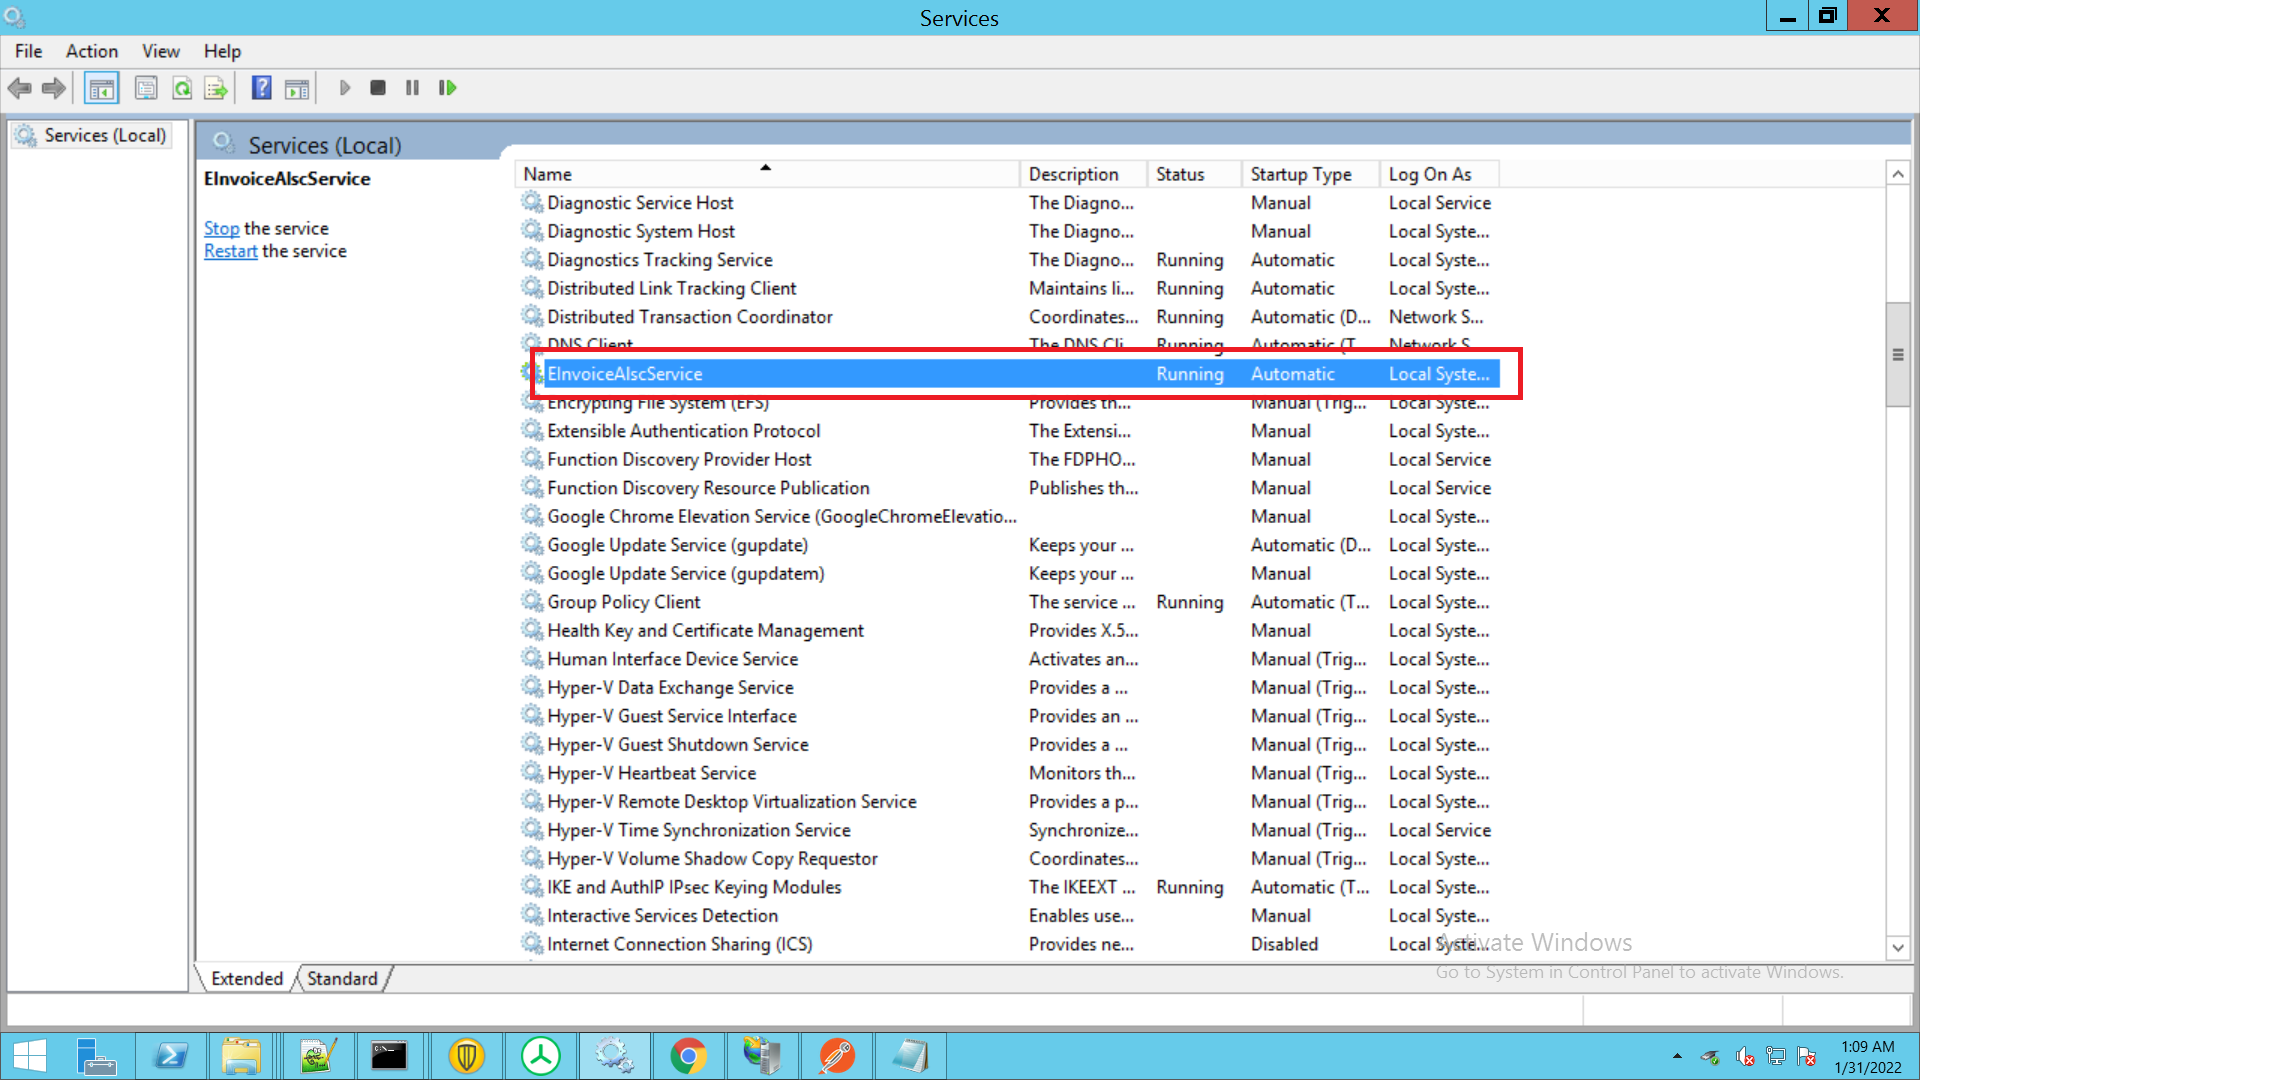 Services
File Action View Help
Services (Local)
Services (Local)
EInvoiceAlscService
Stop the service
Restart the service
Name Description Status Startup Type Log On As
Diagnostic Service Host The Diagno... Manual Local Service
Diagnostic System Host The Diagno... Manual Local Syste...
Diagnostics Tracking Service The Diagno... Running Automatic Local Syste...
Distributed Link Tracking Client Maintains li... Running Automatic Local Syste...
Distributed Transaction Coordinator Coordinates... Running Automatic (D... Network S...
DNS Client The DNS Cli... Running Automatic (T... Network S...
EInvoiceAlscService Running Automatic Local Syste...
Encrypting File System (EFS) Provides th... Manual (Trig... Local Syste...
Extensible Authentication Protocol The Extensi... Manual Local Syste...
Function Discovery Provider Host The FDPHO... Manual Local Service
Function Discovery Resource Publication Publishes th... Manual Local Service
Google Chrome Elevation Service (GoogleChromeElevatio... Manual Local Syste...
Google Update Service (gupdate) Keeps your ... Automatic (D... Local Syste...
Google Update Service (gupdatem) Keeps your ... Manual Local Syste...
Group Policy Client The service ... Running Automatic (T... Local Syste...
Health Key and Certificate Management Provides X.5... Manual Local Syste...
Human Interface Device Service Activates an... Manual (Trig... Local Syste...
Hyper-V Data Exchange Service Provides a ... Manual (Trig... Local Syste...
Hyper-V Guest Service Interface Provides an ... Manual (Trig... Local Syste...
Hyper-V Guest Shutdown Service Provides a ... Manual (Trig... Local Syste...
Hyper-V Heartbeat Service Monitors th... Manual (Trig... Local Syste...
Hyper-V Remote Desktop Virtualization Service Provides a p... Manual (Trig... Local Syste...
Hyper-V Time Synchronization Service Synchronize... Manual (Trig... Local Service
Hyper-V Volume Shadow Copy Requestor Coordinates... Manual (Trig... Local Syste...
IKE and AuthIP IPsec Keying Modules The IKEEXT ... Running Automatic (T... Local Syste...
Interactive Services Detection Enables use... Manual Local Syste...
Internet Connection Sharing (ICS) Provides ne... Disabled Local Syste...
Activate Windows
Go to System in Control Panel to activate Windows.
Extended Standard
1:09 AM
1/31/2022